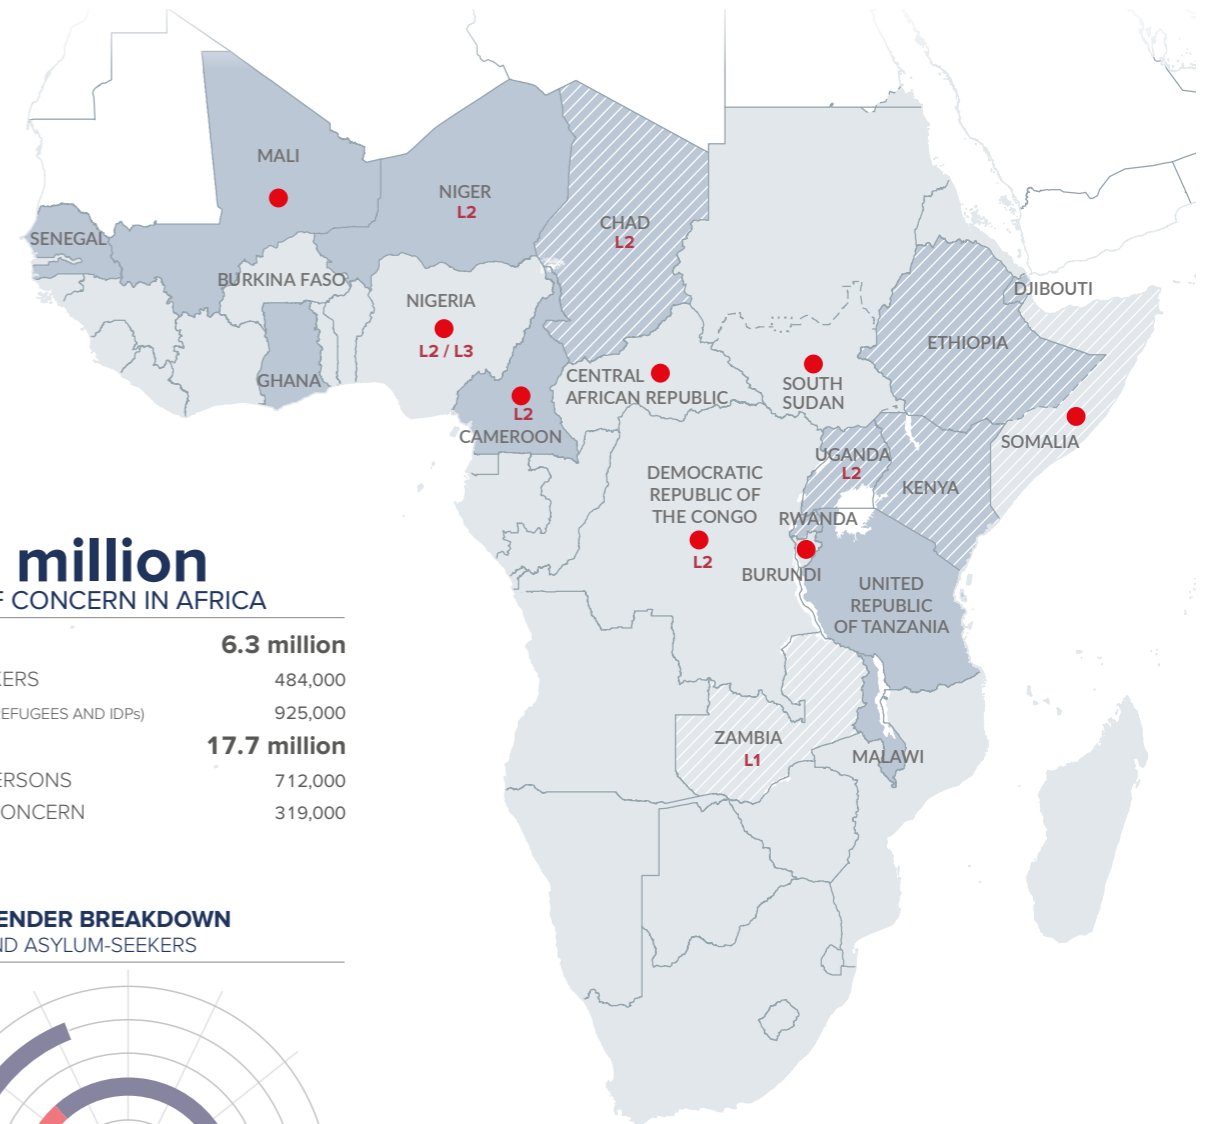 MALI
NIGER
L2
CHAD
L2
SENEGAL
BURKINA FASO
DJIBOUTI
NIGERIA
L2 / L3
ETHIOPIA
GHANA
CENTRAL
AFRICAN REPUBLIC
SOUTH
SUDAN
L2
CAMEROON
SOMALIA
UGANDA
L2
KENYA
DEMOCRATIC
REPUBLIC OF
THE CONGO
L2
RWANDA
BURUNDI
UNITED
REPUBLIC
OF TANZANIA
ZAMBIA
L1
MALAWI
million
F CONCERN IN AFRICA
6.3 million
KERS 484,000
EFUGEES AND IDPs) 925,000
17.7 million
ERSONS 712,000
ONCERN 319,000
ENDER BREAKDOWN
ND ASYLUM-SEEKERS